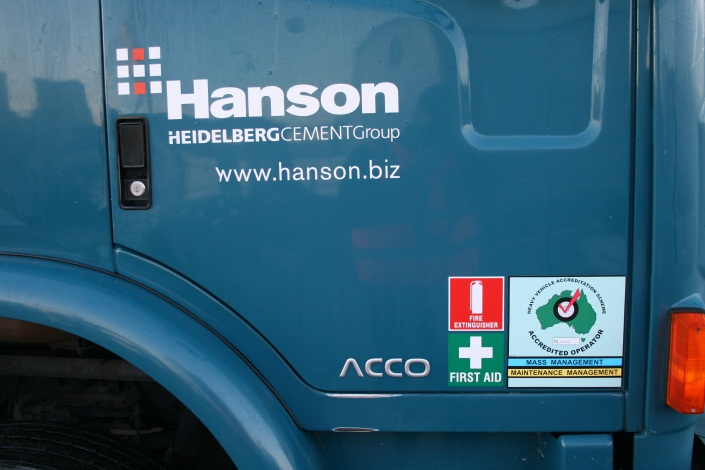 Hanson
HEIDELBERGCEMENTGroup
www.hanson.biz
ACCO
FIRE
EXTINGUISHER
FIRST AID
HEAVY VEHICLE ACCREDITATION SCHEME
ACCREDITED OPERATOR
MASS MANAGEMENT
MAINTENANCE MANAGEMENT